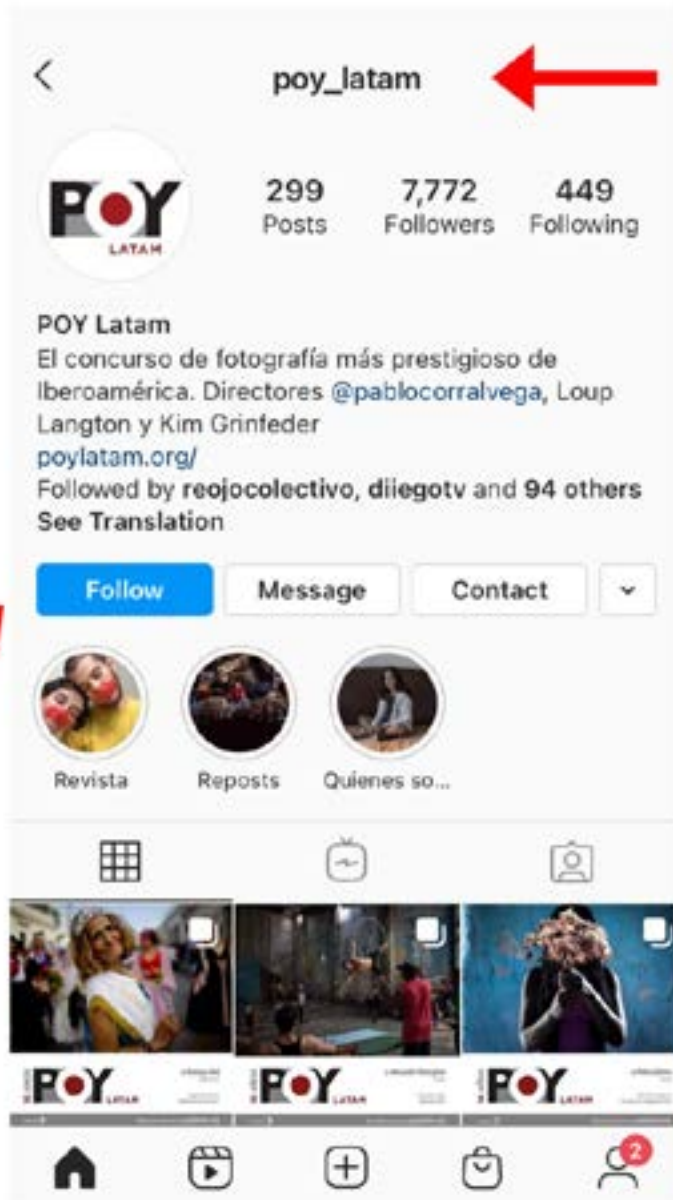 poy_latam
POY
LATAM
299 7,772 449
Posts Followers Following
POY Latam
El concurso de fotografía más prestigioso de
Iberoamérica. Directores @pablocorralvega, Loup
Langton y Kim Grinfeder
poylatam.org/
Followed by reojocolectivo, diiegotv and 94 others
See Translation
Follow Message Contact
Revista Reposts Quienes so...
POY POY POY
LATAM LATAM LATAM
2